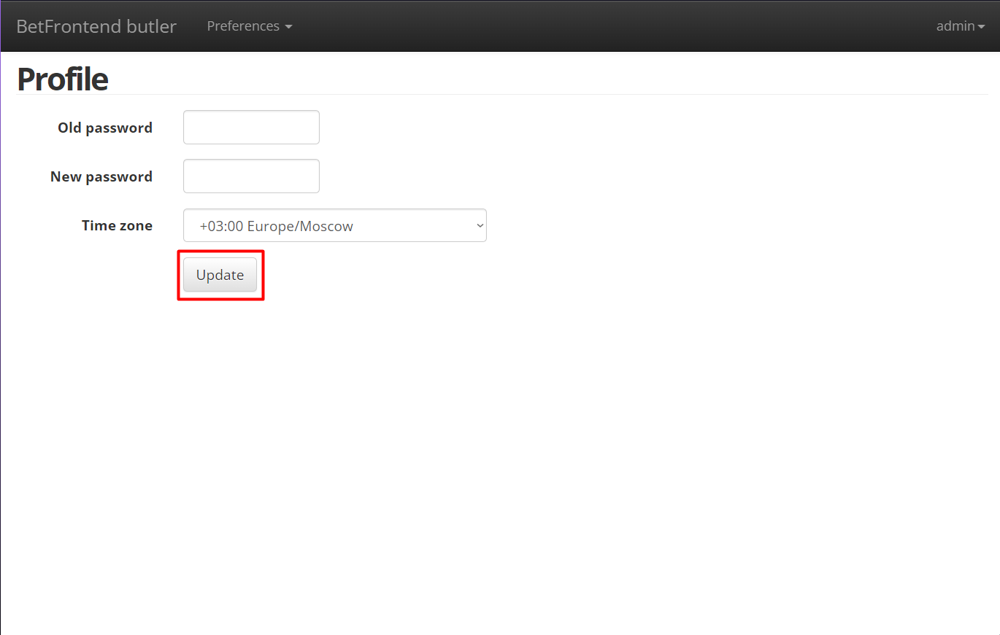 BetFrontend butler Preferences admin
Profile
Old password
New password
Time zone +03:00 Europe/Moscow
Update